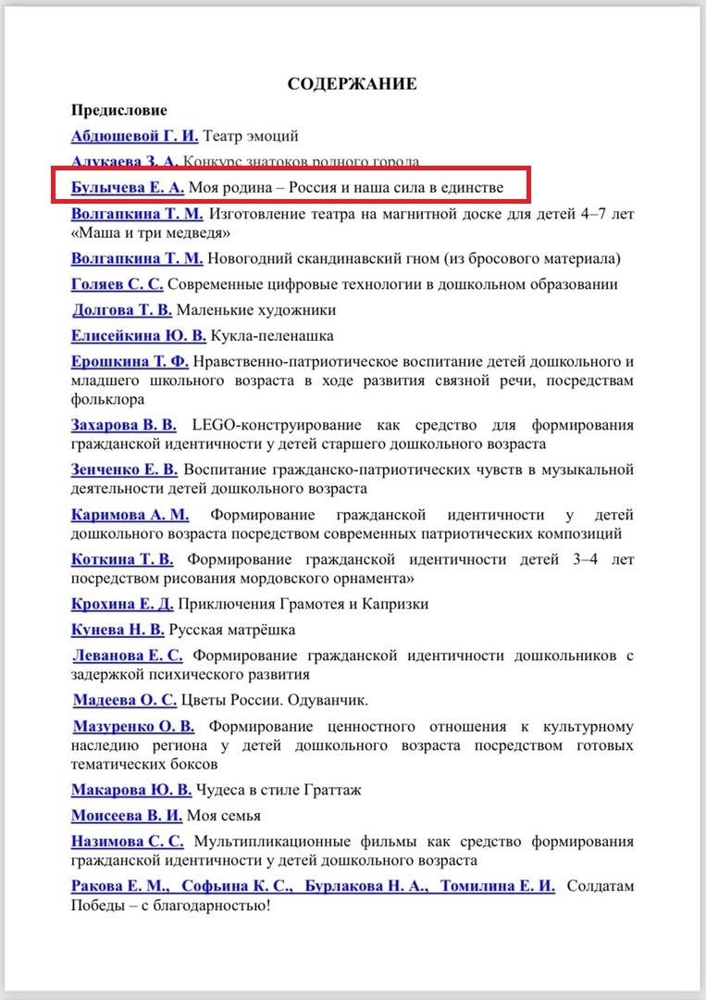 СОДЕРЖАНИЕ
Предисловие
Абдюшевой Г. И. Театр эмоций
Алукаева З. А. Конкурс знатоков родного города
Булычева Е. А. Моя родина – Россия и наша сила в единстве
Волгапкина Т. М. Изготовление театра на магнитной доске для детей 4–7 лет
«Маша и три медведя»
Волгапкина Т. М. Новогодний скандинавский гном (из бросового материала)
Голяев С. С. Современные цифровые технологии в дошкольном образовании
Долгова Т. В. Маленькие художники
Елисейкина Ю. В. Кукла-пеленашка
Ерошкина Т. Ф. Нравственно-патриотическое воспитание детей дошкольного и
младшего школьного возраста в ходе развития связной речи, посредствам
фольклора
Захарова В. В. LEGO-конструирование как средство для формирования
гражданской идентичности у детей старшего дошкольного возраста
Зенченко Е. В. Воспитание гражданско-патриотических чувств в музыкальной
деятельности детей дошкольного возраста
Каримова А. М. Формирование гражданской идентичности у детей
дошкольного возраста посредством современных патриотических композиций
Коткина Т. В. Формирование гражданской идентичности детей 3–4 лет
посредством рисования мордовского орнамента»
Крохина Е. Д. Приключения Грамотея и Капризки
Кунева Н. В. Русская матрёшка
Леванова Е. С. Формирование гражданской идентичности дошкольников с
задержкой психического развития
Мадеева О. С. Цветы России. Одуванчик.
Мазуренко О. В. Формирование ценностного отношения к культурному
наследию региона у детей дошкольного возраста посредством готовых
тематических боксов
Макарова Ю. В. Чудеса в стиле Граттаж
Моисеева В. И. Моя семья
Назимова С. С. Мультипликационные фильмы как средство формирования
гражданской идентичности у детей дошкольного возраста
Ракова Е. М., Софьина К. С., Бурлакова Н. А., Томилина Е. И. Солдатам
Победы – с благодарностью!